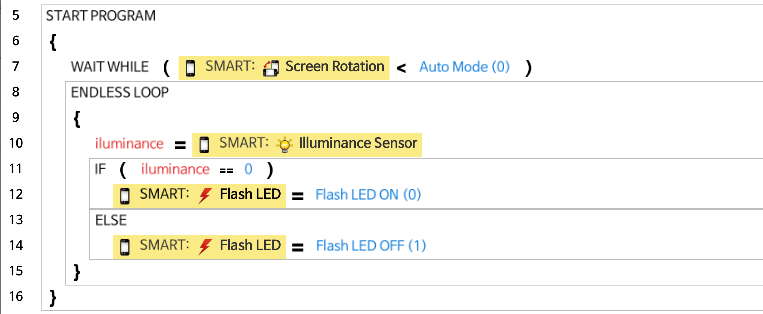 5 START PROGRAM
6 {
7 WAIT WHILE ( SMART: Screen Rotation < Auto Mode (0) )
8 ENDLESS LOOP
9 {
10 iluminance = SMART: Illuminance Sensor
11 IF ( iluminance == 0 )
12 SMART: Flash LED = Flash LED ON (0)
13 ELSE
14 SMART: Flash LED = Flash LED OFF (1)
15 }
16 }